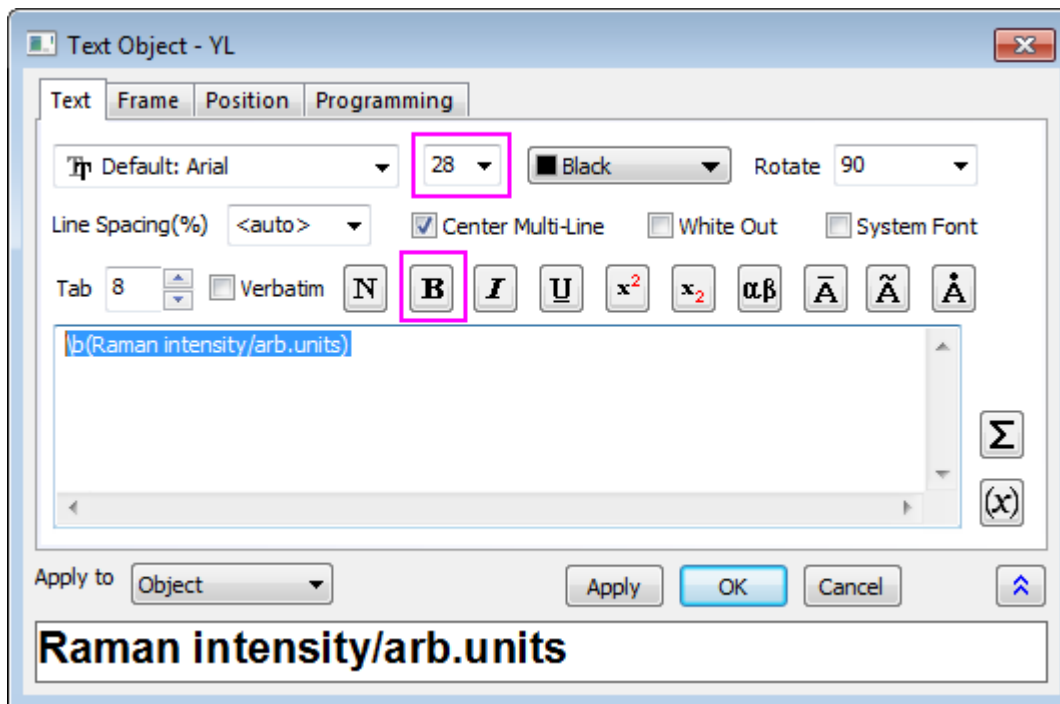 Text Object - YL
Text Frame Position Programming
Default: Arial 28 Black Rotate 90
Line Spacing(%) <auto> Center Multi-Line White Out System Font
Tab 8 Verbatim N B I U x² x₂ αβ Ā Ã Å
\b(Raman intensity/arb.units)
Σ
(x)
Apply to Object Apply OK Cancel
Raman intensity/arb.units